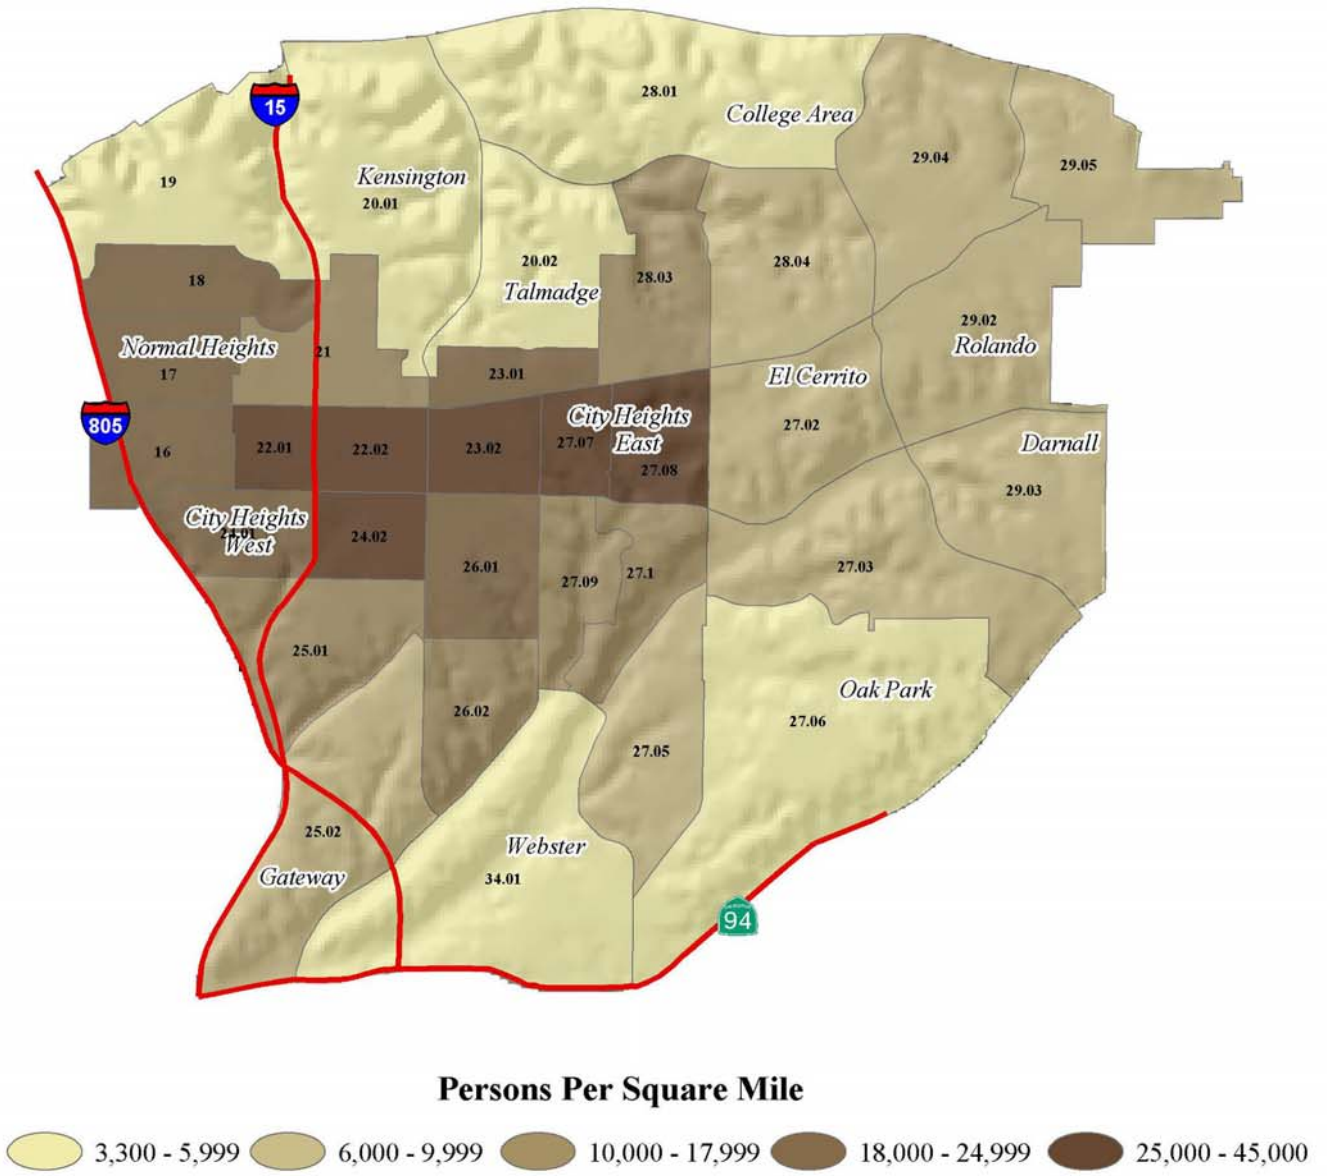 28.01
College Area
15
29.04
29.05
19
Kensington
20.01
20.02
Talmadge
28.03
28.04
18
29.02
Rolando
Normal Heights
21
17
23.01
El Cerrito
805
City Heights
East
27.02
Darnall
16
22.01
22.02
23.02
27.07
27.08
29.03
City Heights
West
24.01
24.02
26.01
27.09
27.1
27.03
25.01
26.02
Oak Park
27.06
27.05
25.02
Gateway
Webster
34.01
94
Persons Per Square Mile
3,300 - 5,999 6,000 - 9,999 10,000 - 17,999 18,000 - 24,999 25,000 - 45,000